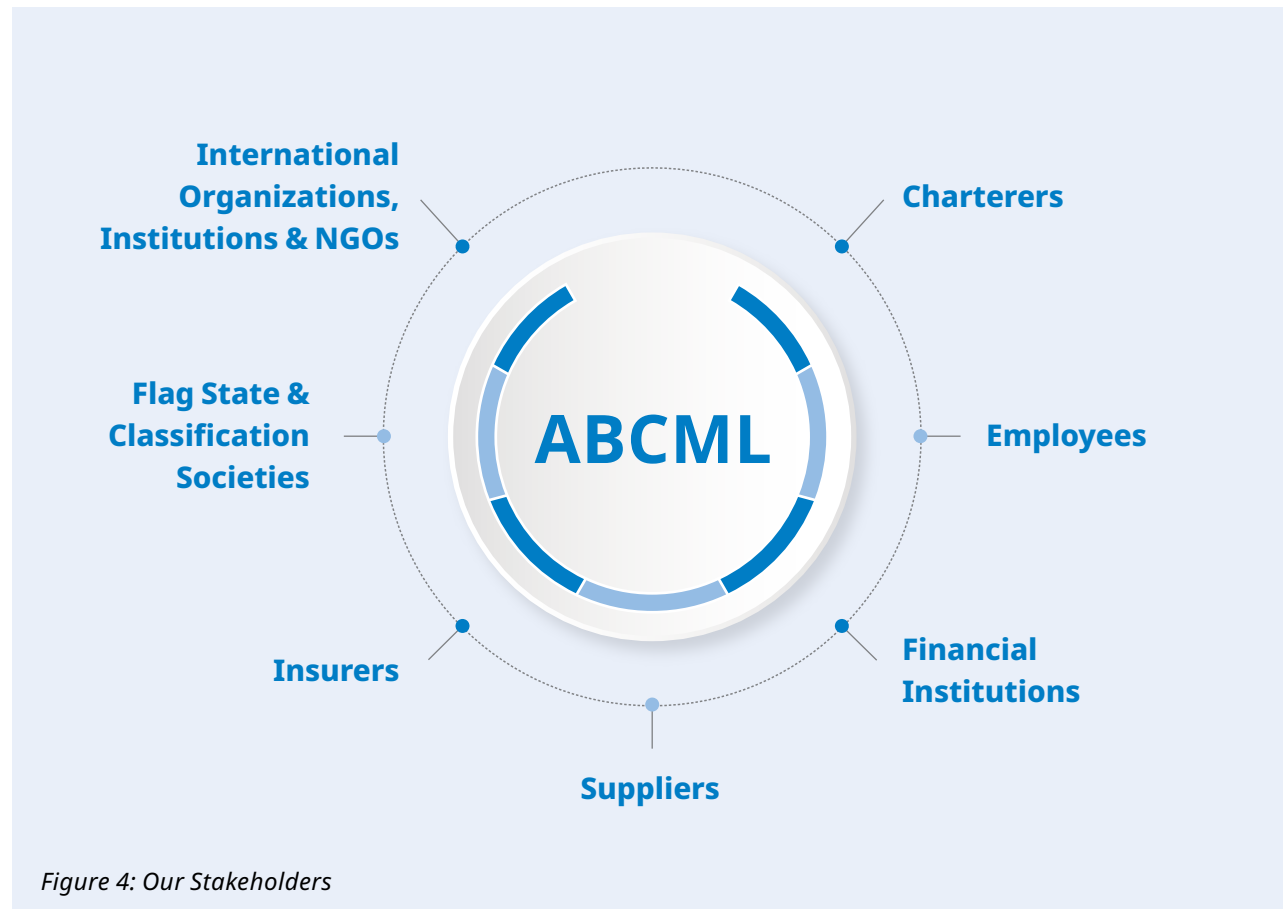 International
Organizations,
Institutions & NGOs
Charterers
Flag State &
Classification
Societies
ABCML
Employees
Insurers
Financial
Institutions
Suppliers
Figure 4: Our Stakeholders